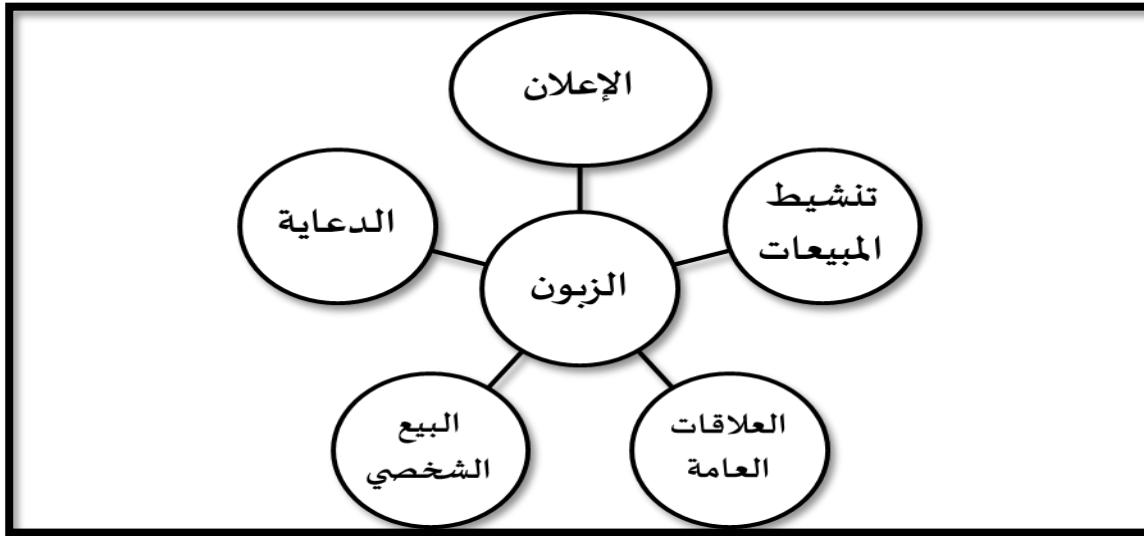 الإعلان
تنشيط
المبيعات
الدعاية
الزبون
العلاقات
العامة
البيع
الشخصي